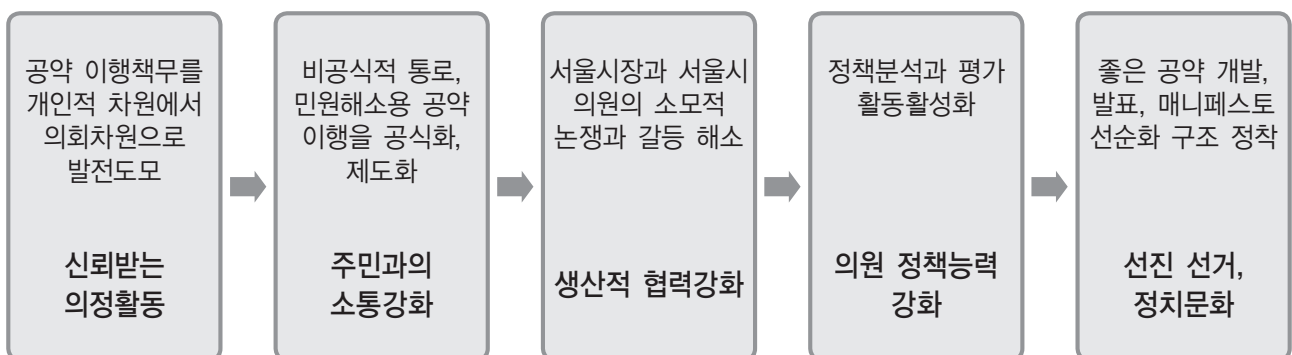 공약 이행책무를
개인적 차원에서
의회차원으로
발전도모
신뢰받는
의정활동
비공식적 통로,
민원해소용 공약
이행을 공식화,
제도화
주민과의
소통강화
서울시장과 서울시
의원의 소모적
논쟁과 갈등 해소
생산적 협력강화
정책분석과 평가
활동활성화
의원 정책능력
강화
좋은 공약 개발,
발표, 매니페스토
선순화 구조 정착
선진 선거,
정치문화